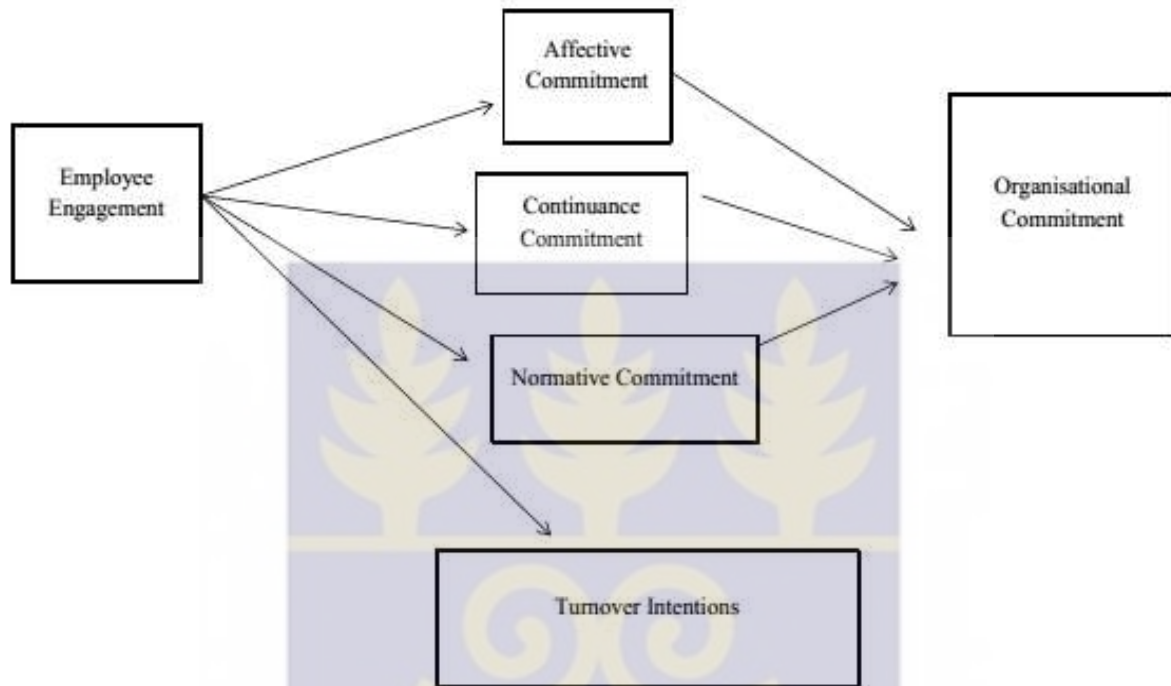 Affective
Commitment
Employee
Engagement
Continuance
Commitment
Organisational
Commitment
Normative Commitment
Turnover Intentions